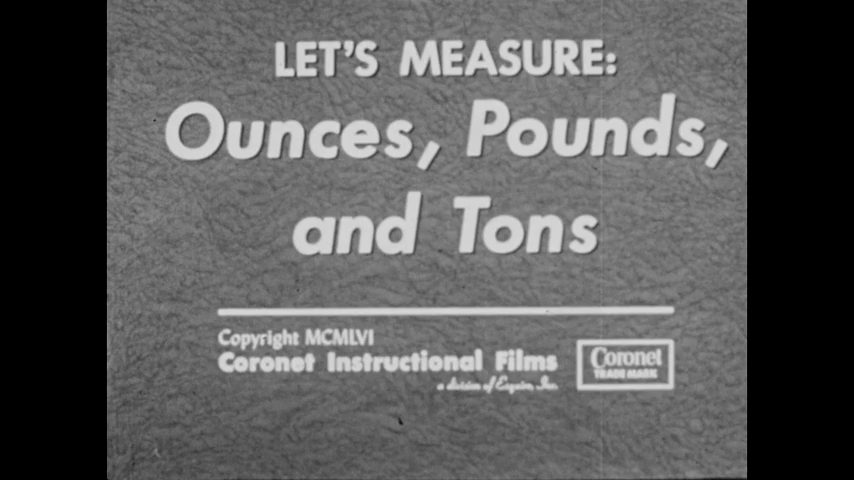 LET'S MEASURE:
Ounces, Pounds,
and Tons
Copyright MCMLVI
Coronet Instructional Films
a division of Esquire, Inc.
Coronet
TRADE MARK